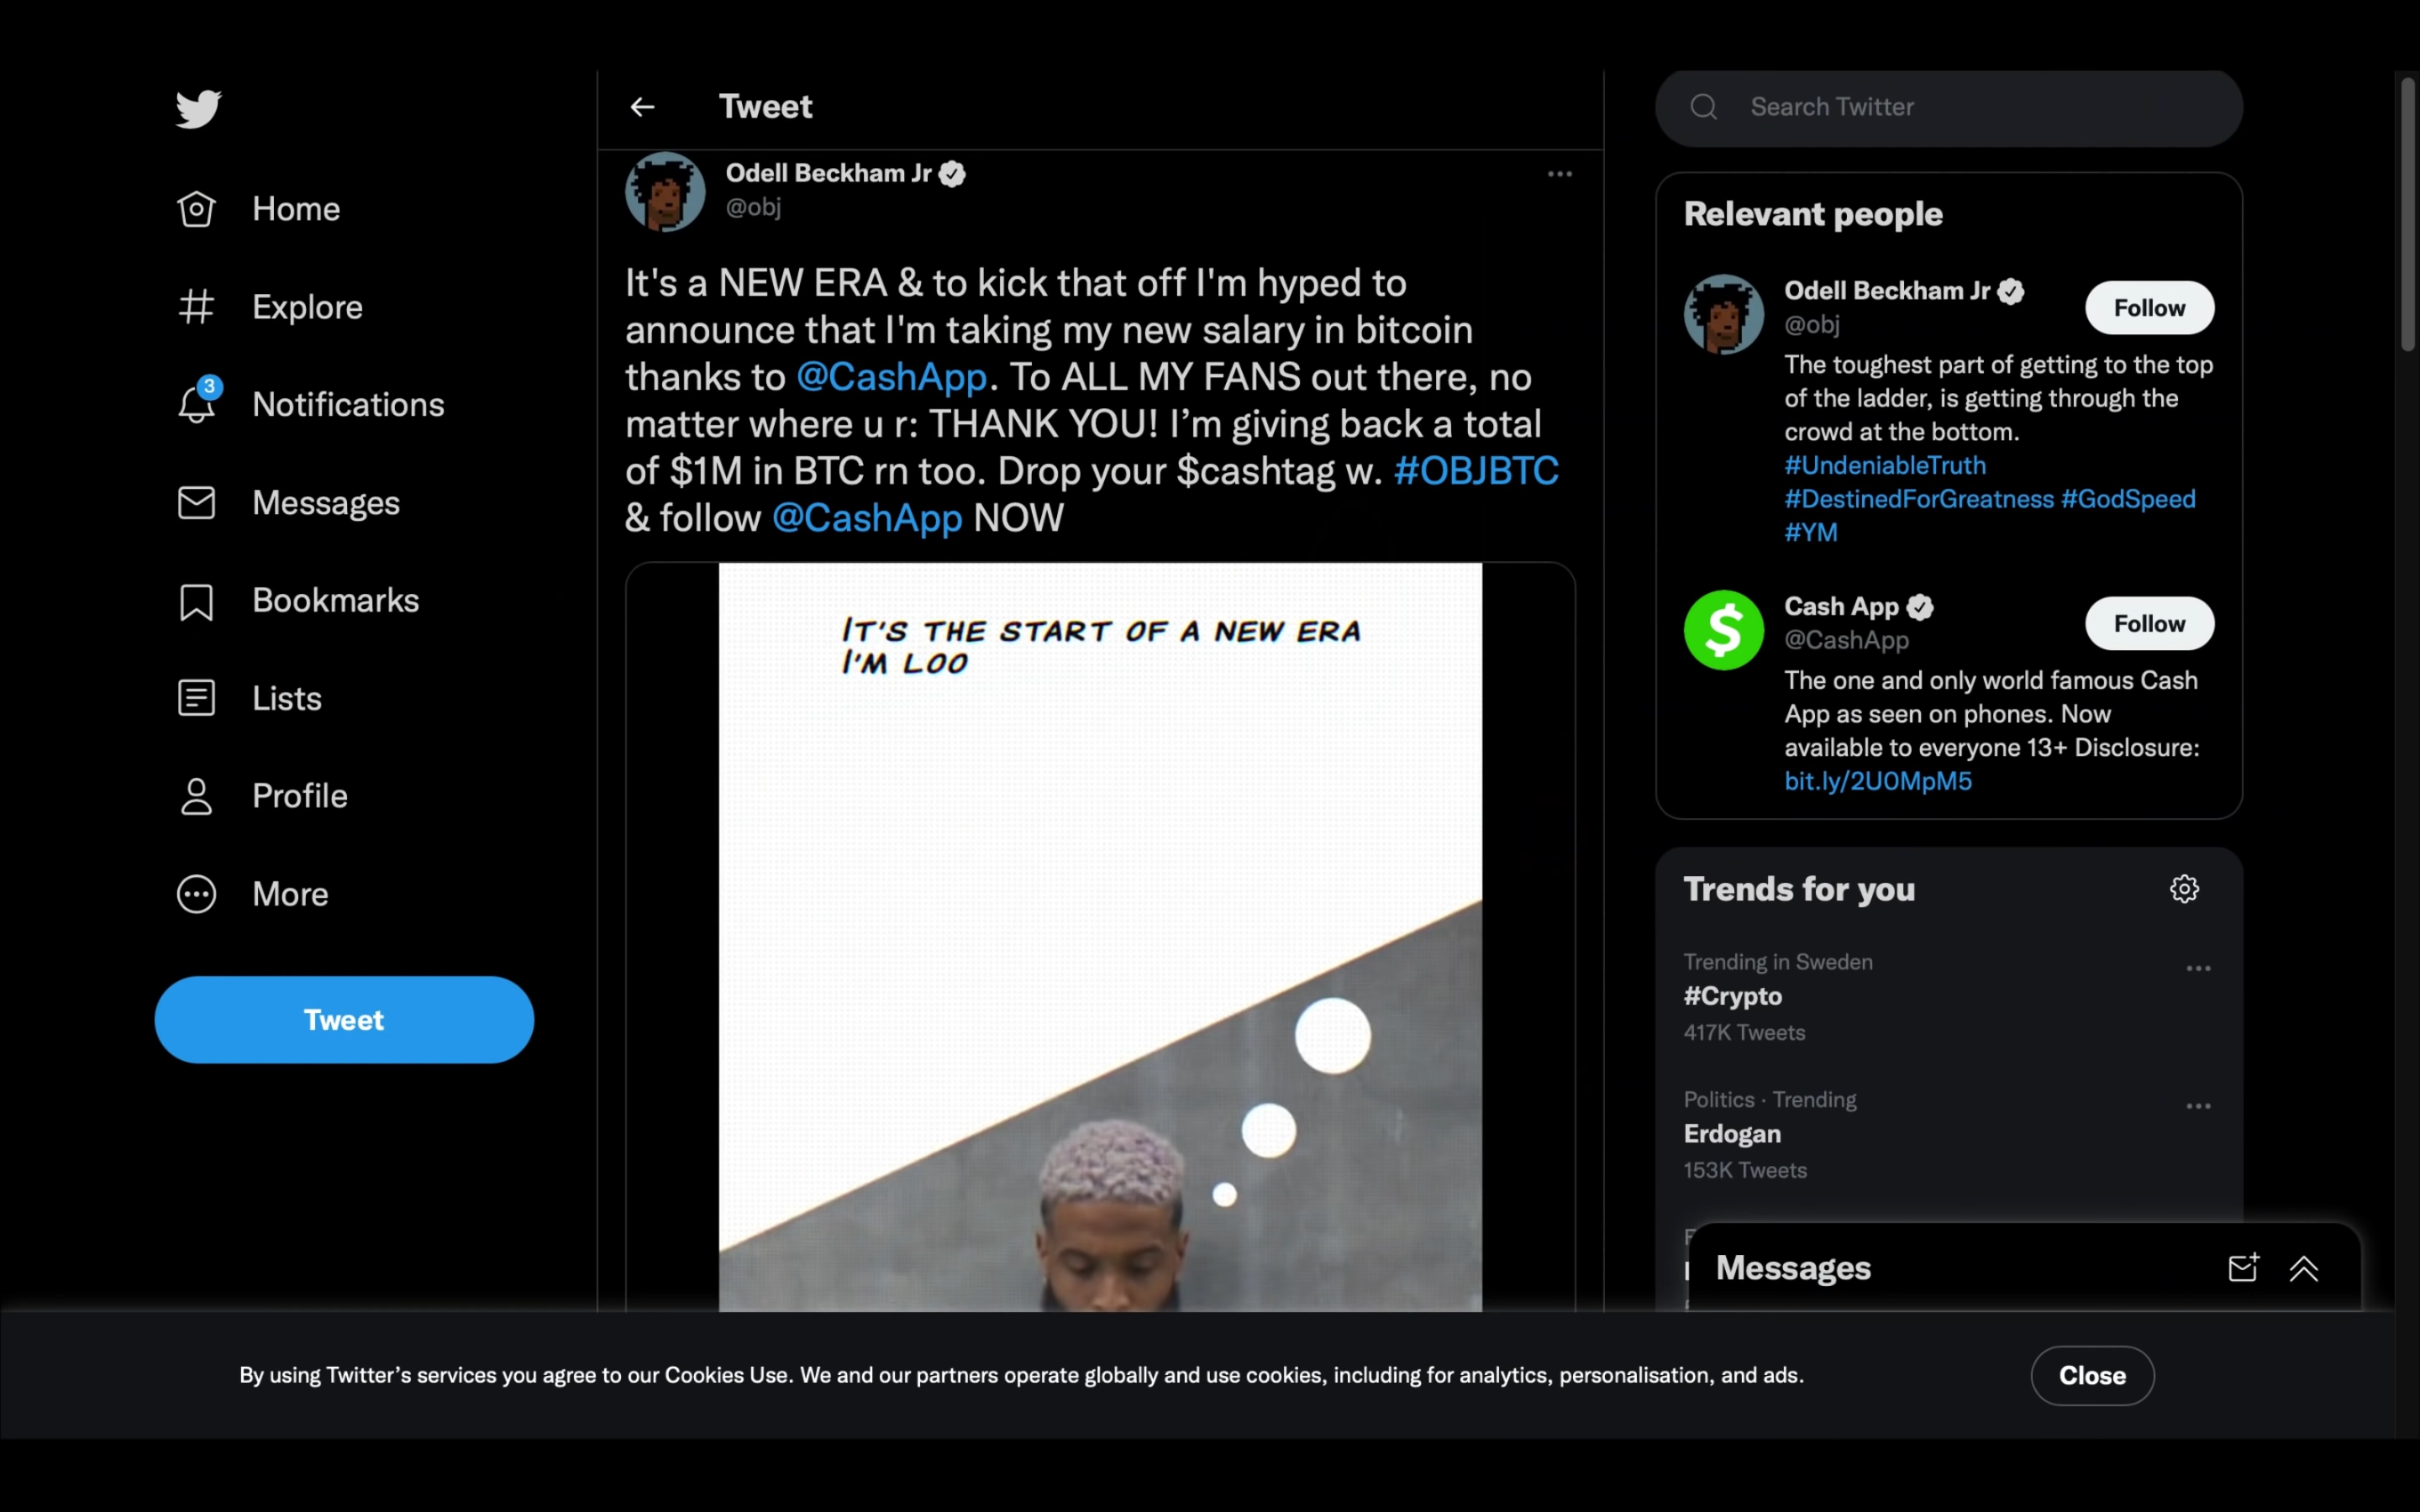 Home
Explore
3
Notifications
Messages
Bookmarks
Lists
Profile
More
Tweet
Tweet
Odell Beckham Jr
@obj
It's a NEW ERA & to kick that off I'm hyped to
announce that I'm taking my new salary in bitcoin
thanks to @CashApp. To ALL MY FANS out there, no
matter where u r: THANK YOU! I’m giving back a total
of $1M in BTC rn too. Drop your $cashtag w. #OBJBTC
& follow @CashApp NOW
IT'S THE START OF A NEW ERA
I'M LOO
Search Twitter
Relevant people
Odell Beckham Jr
@obj
Follow
The toughest part of getting to the top
of the ladder, is getting through the
crowd at the bottom.
#UndeniableTruth
#DestinedForGreatness #GodSpeed
#YM
$
Cash App
@CashApp
Follow
The one and only world famous Cash
App as seen on phones. Now
available to everyone 13+ Disclosure:
bit.ly/2U0MpM5
Trends for you
Trending in Sweden
#Crypto
417K Tweets
Politics · Trending
Erdogan
153K Tweets
Messages
By using Twitter’s services you agree to our Cookies Use. We and our partners operate globally and use cookies, including for analytics, personalisation, and ads.
Close